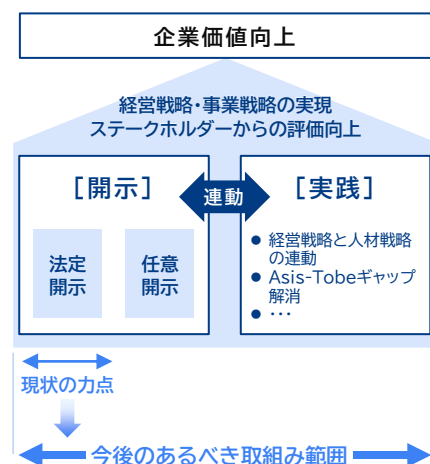 企業価値向上
経営戦略・事業戦略の実現
ステークホルダーからの評価向上
［開示］
連動
［実践］
法定
開示
任意
開示
● 経営戦略と人材戦略
の連動
● Asis-Tobeギャップ
解消
● ･･･
現状の力点
今後のあるべき取組み範囲